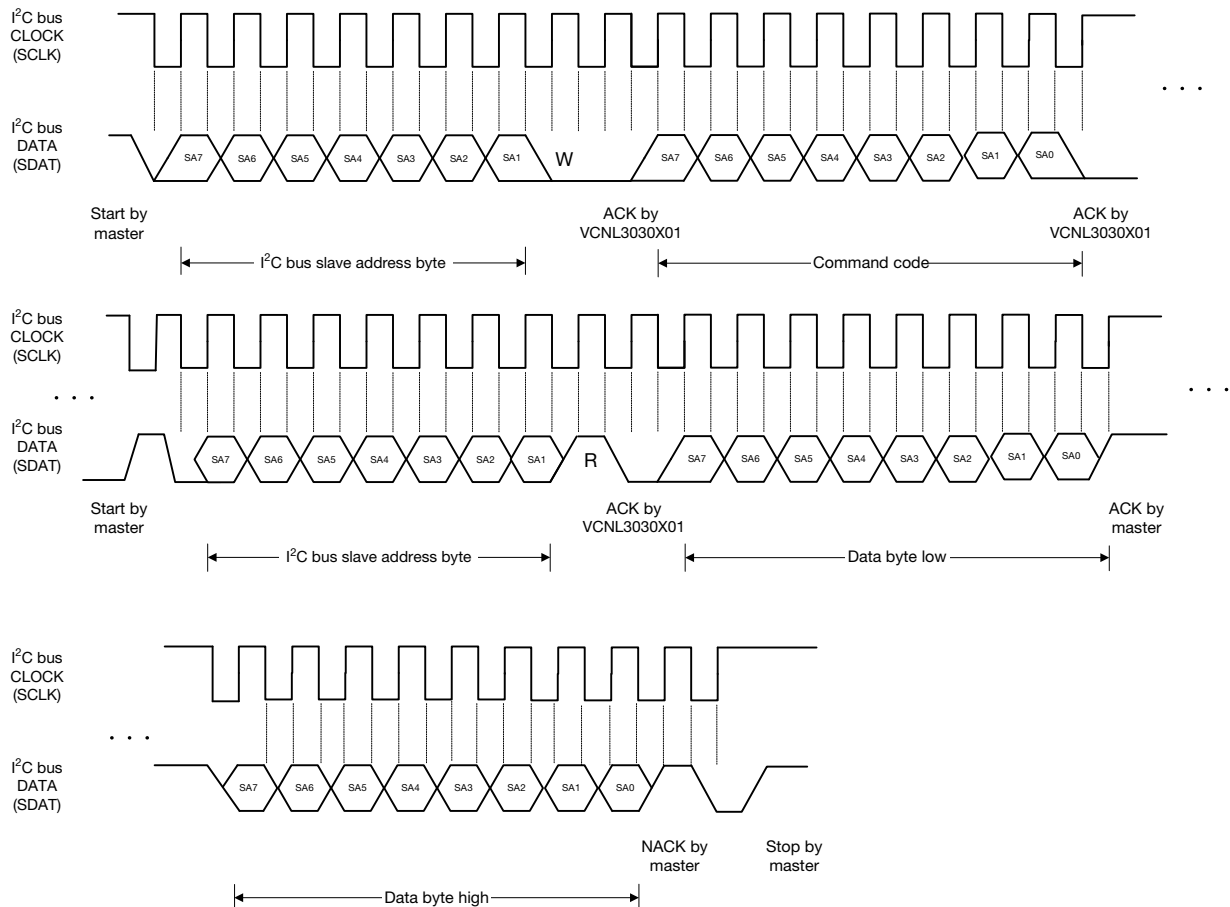 I²C bus
CLOCK
(SCLK)
. . .
I²C bus
DATA
(SDAT)
SA7 SA6 SA5 SA4 SA3 SA2 SA1 W SA7 SA6 SA5 SA4 SA3 SA2 SA1 SA0
Start by
master
ACK by
VCNL3030X01
ACK by
VCNL3030X01
I²C bus slave address byte
Command code
I²C bus
CLOCK
(SCLK)
. . .
. . .
I²C bus
DATA
(SDAT)
SA7 SA6 SA5 SA4 SA3 SA2 SA1 R SA7 SA6 SA5 SA4 SA3 SA2 SA1 SA0
Start by
master
ACK by
VCNL3030X01
ACK by
master
I²C bus slave address byte
Data byte low
I²C bus
CLOCK
(SCLK)
. . .
I²C bus
DATA
(SDAT)
SA7 SA6 SA5 SA4 SA3 SA2 SA1 SA0
NACK by
master
Stop by
master
Data byte high